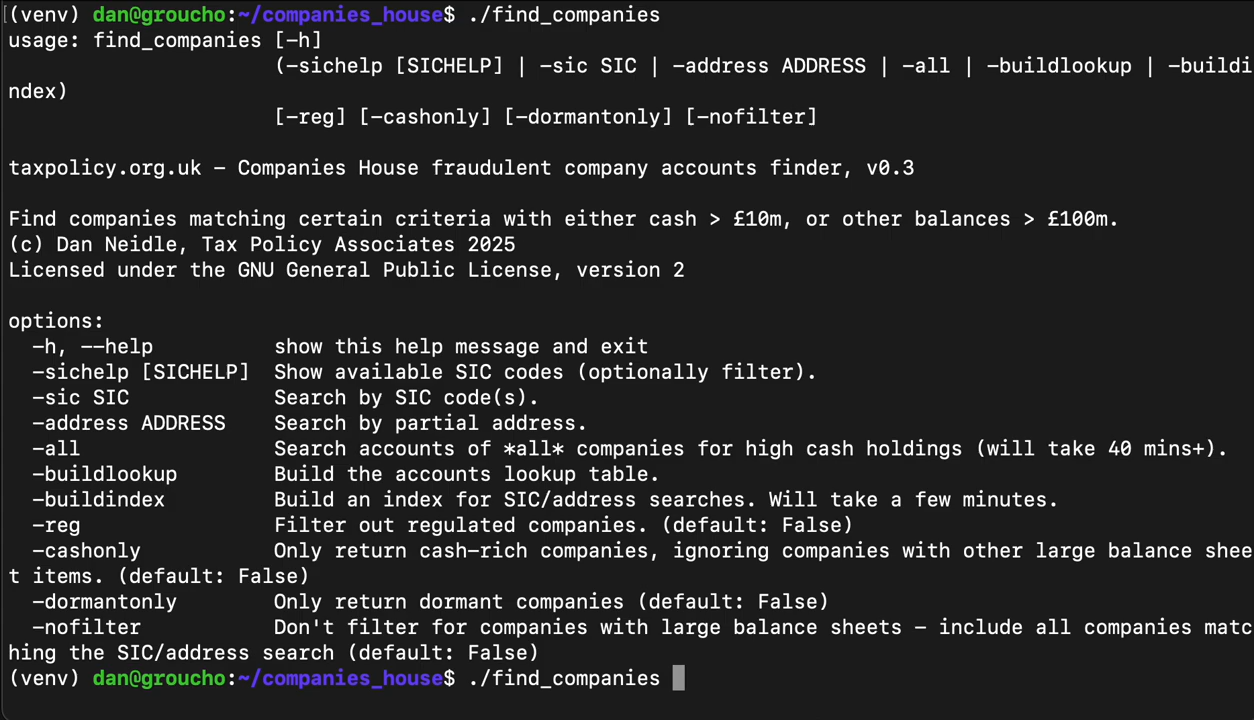 (venv) dan@groucho:~/companies_house$ ./find_companies
usage: find_companies [-h]
(-sichelp [SICHELP] | -sic SIC | -address ADDRESS | -all | -buildlookup | -buildi
ndex)
[-reg] [-cashonly] [-dormantonly] [-nofilter]
taxpolicy.org.uk – Companies House fraudulent company accounts finder, v0.3
Find companies matching certain criteria with either cash > £10m, or other balances > £100m.
(c) Dan Neidle, Tax Policy Associates 2025
Licensed under the GNU General Public License, version 2
options:
-h, --help show this help message and exit
-sichelp [SICHELP] Show available SIC codes (optionally filter).
-sic SIC Search by SIC code(s).
-address ADDRESS Search by partial address.
-all Search accounts of *all* companies for high cash holdings (will take 40 mins+).
-buildlookup Build the accounts lookup table.
-buildindex Build an index for SIC/address searches. Will take a few minutes.
-reg Filter out regulated companies. (default: False)
-cashonly Only return cash-rich companies, ignoring companies with other large balance shee
t items. (default: False)
-dormantonly Only return dormant companies (default: False)
-nofilter Don't filter for companies with large balance sheets – include all companies matc
hing the SIC/address search (default: False)
(venv) dan@groucho:~/companies_house$ ./find_companies